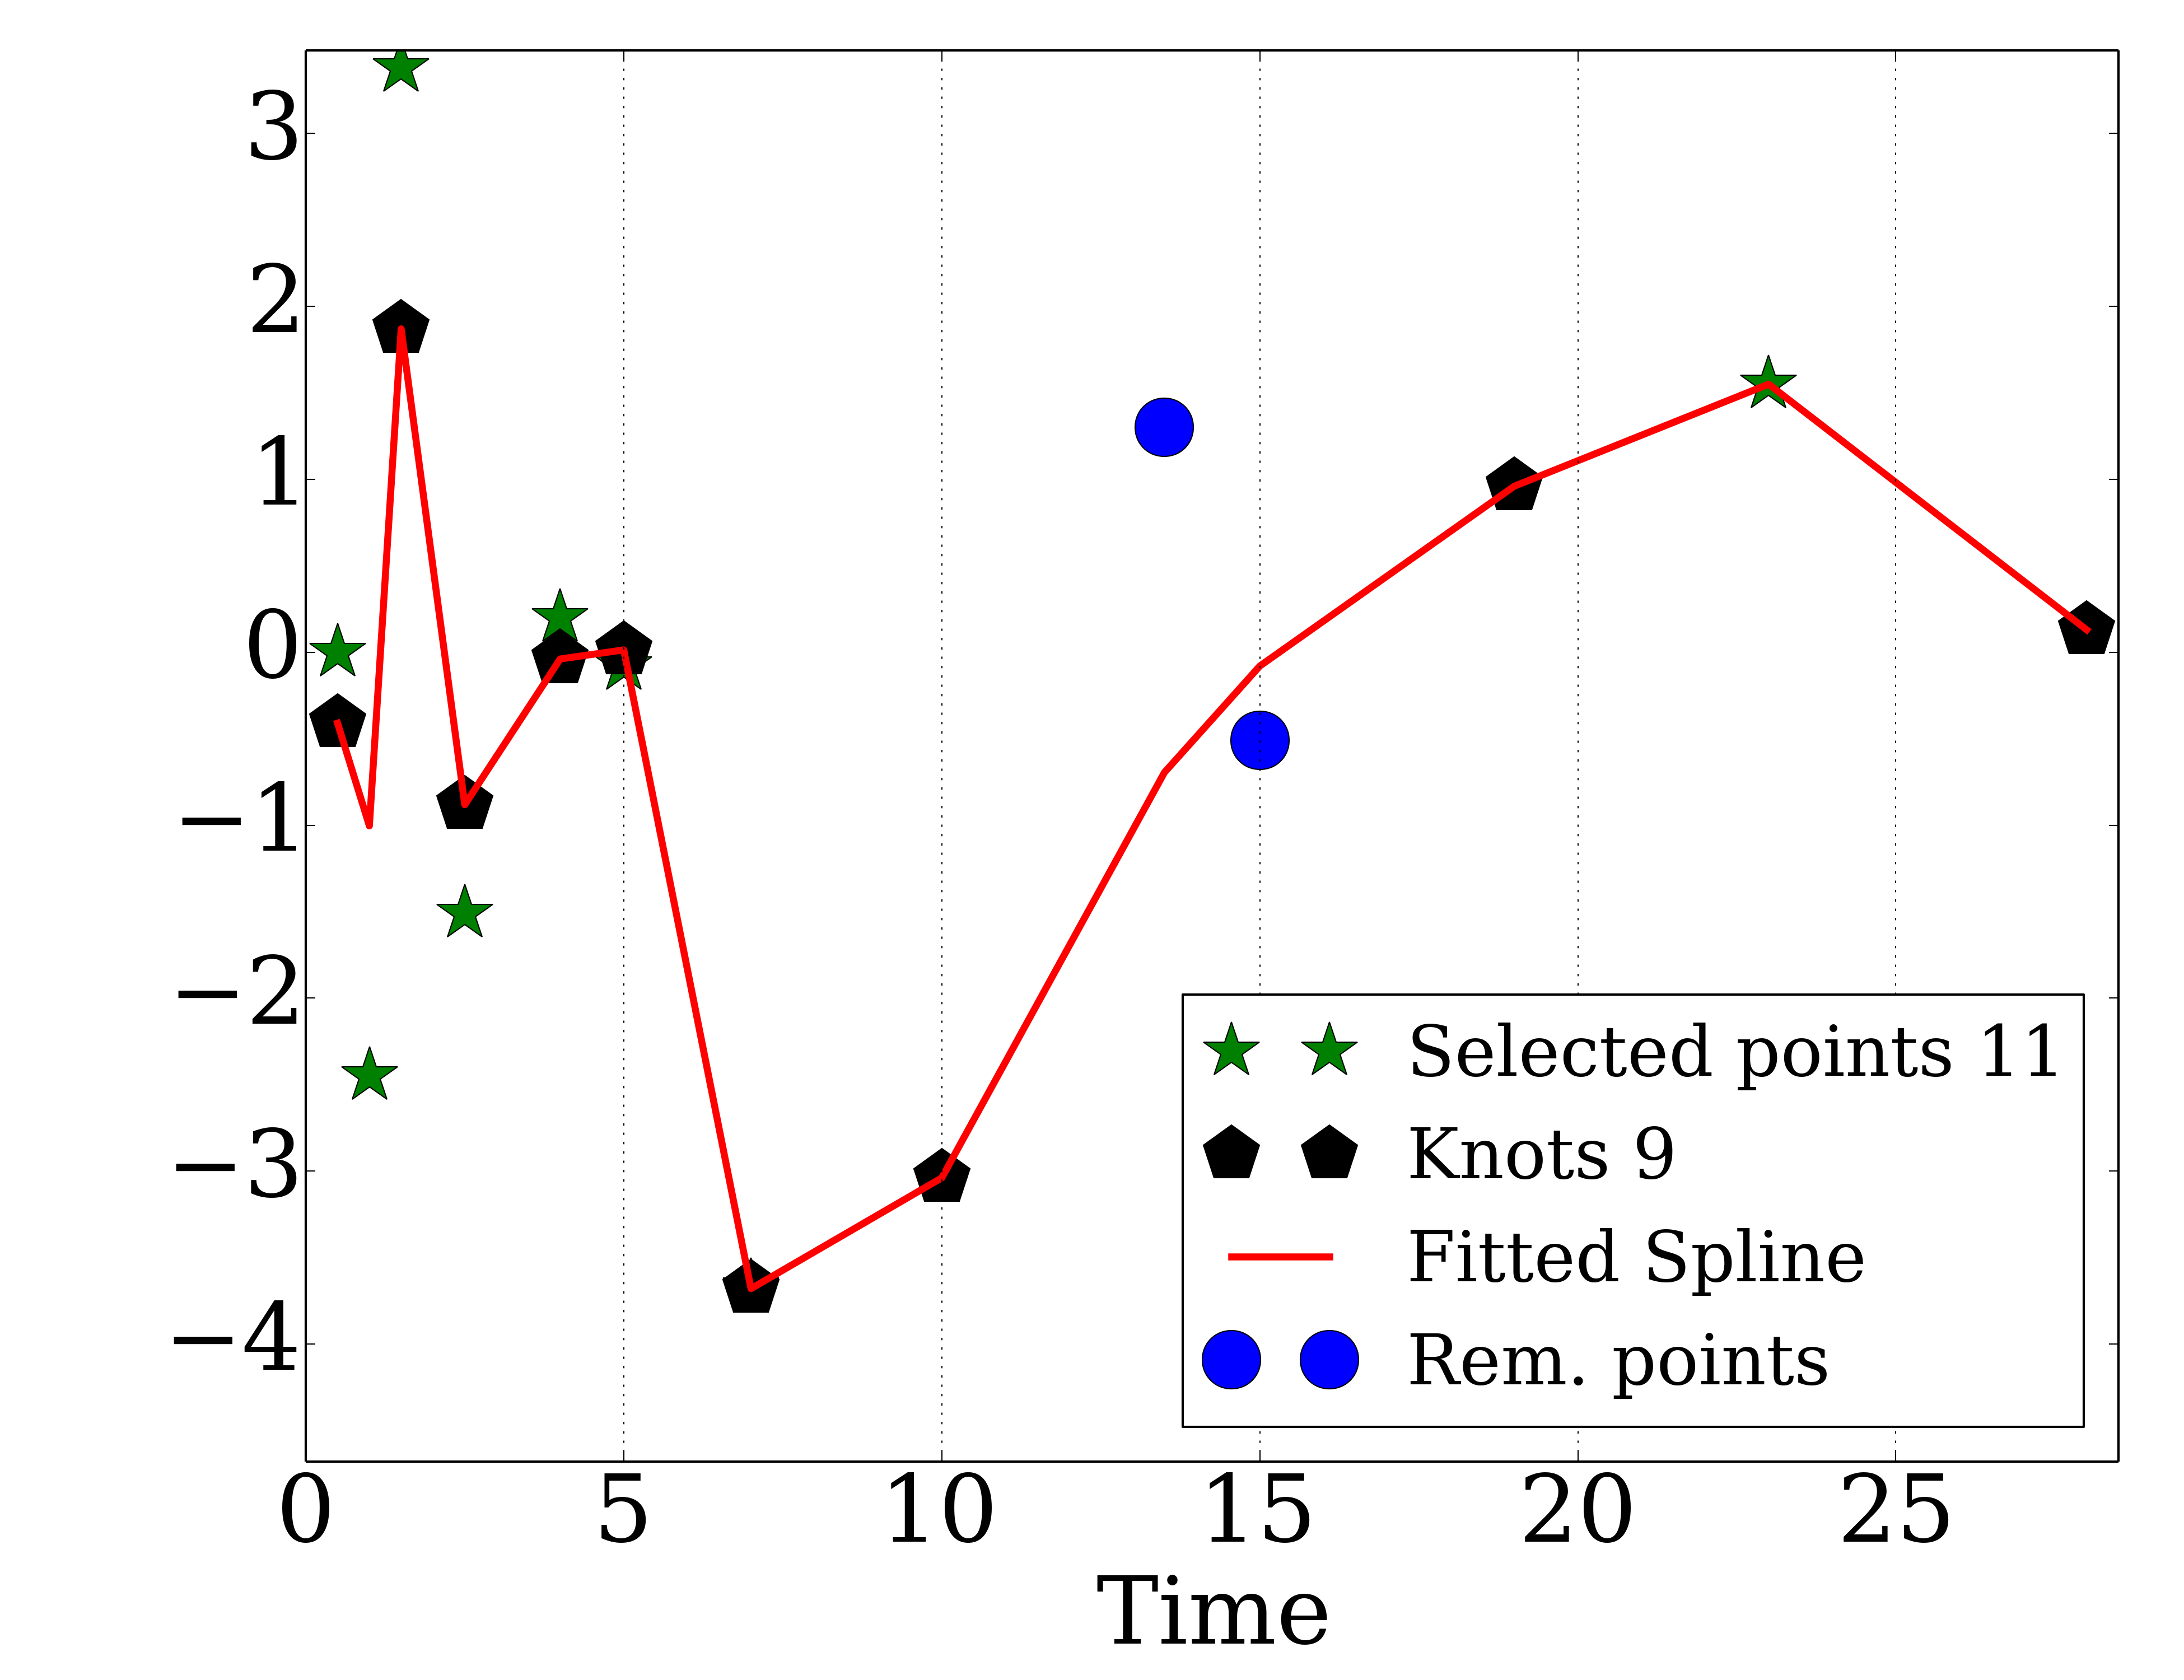 3
2
1
0
−1
−2
−3
−4
Selected points 11
Knots 9
Fitted Spline
Rem. points
0 5 10 15 20 25
Time